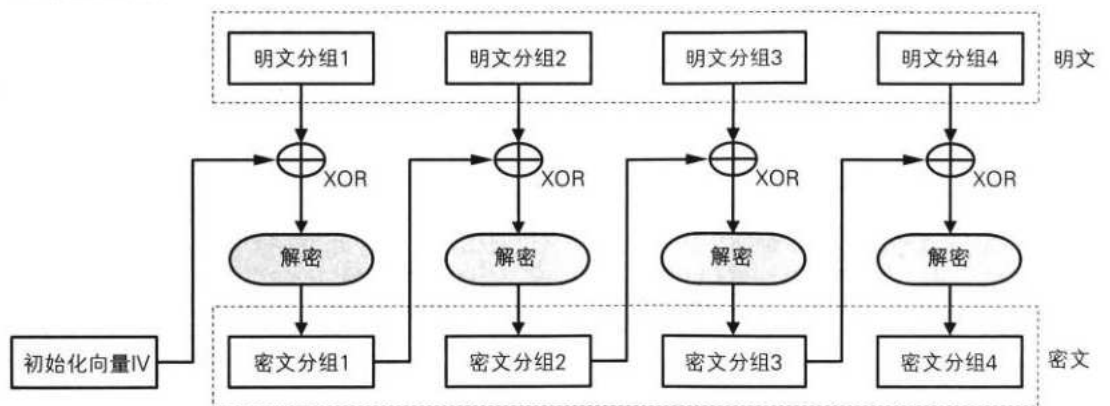 明文分组1 明文分组2 明文分组3 明文分组4 明文
XOR XOR XOR XOR
解密 解密 解密 解密
初始化向量IV 密文分组1 密文分组2 密文分组3 密文分组4 密文